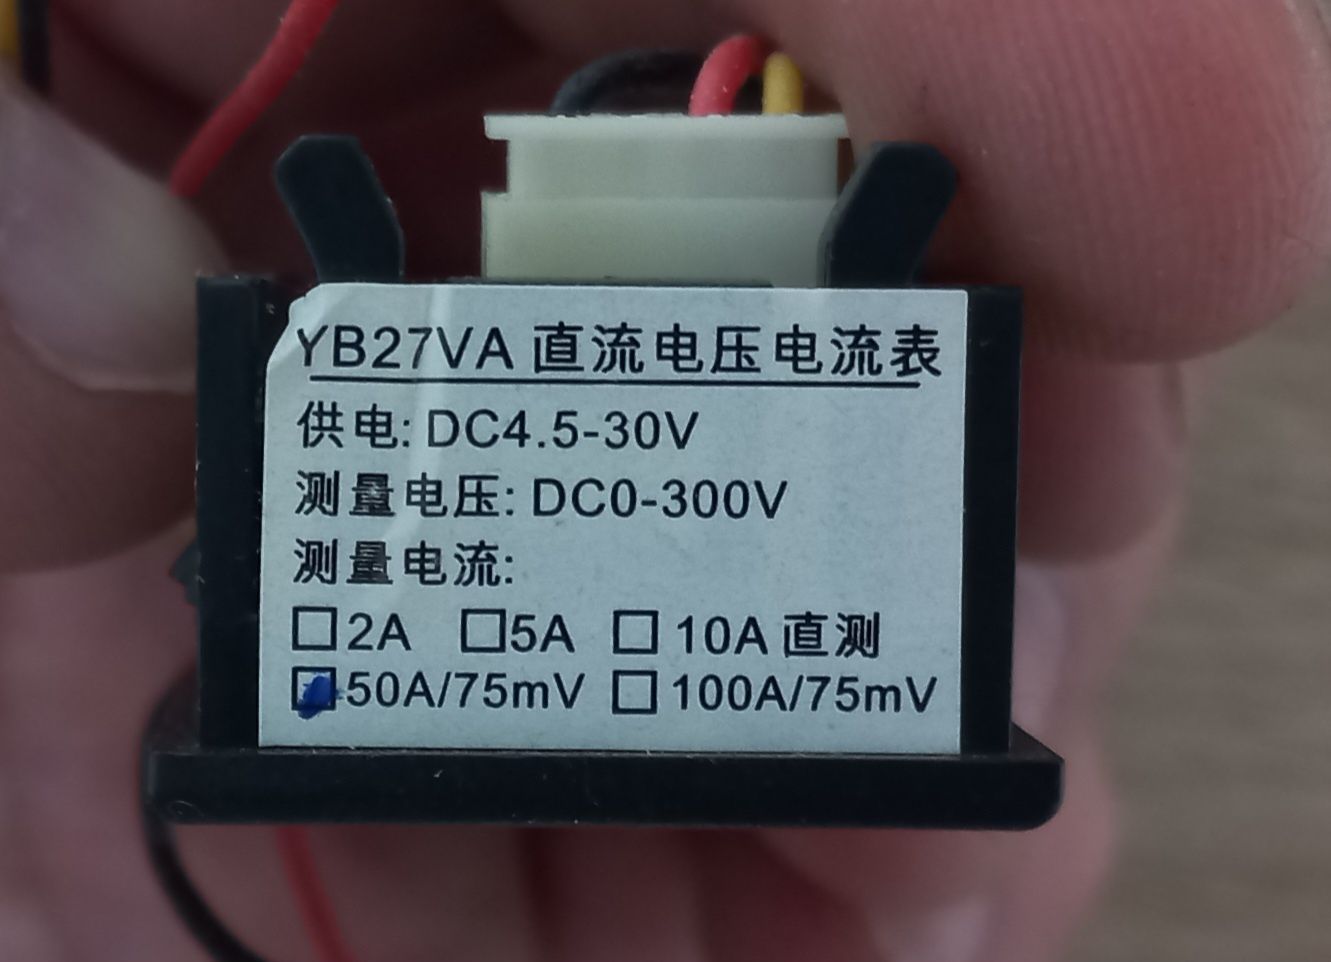 YB27VA 直流电压电流表
供电: DC4.5-30V
测量电压: DC0-300V
测量电流:
□2A □5A □ 10A 直测
□50A/75mV □ 100A/75mV